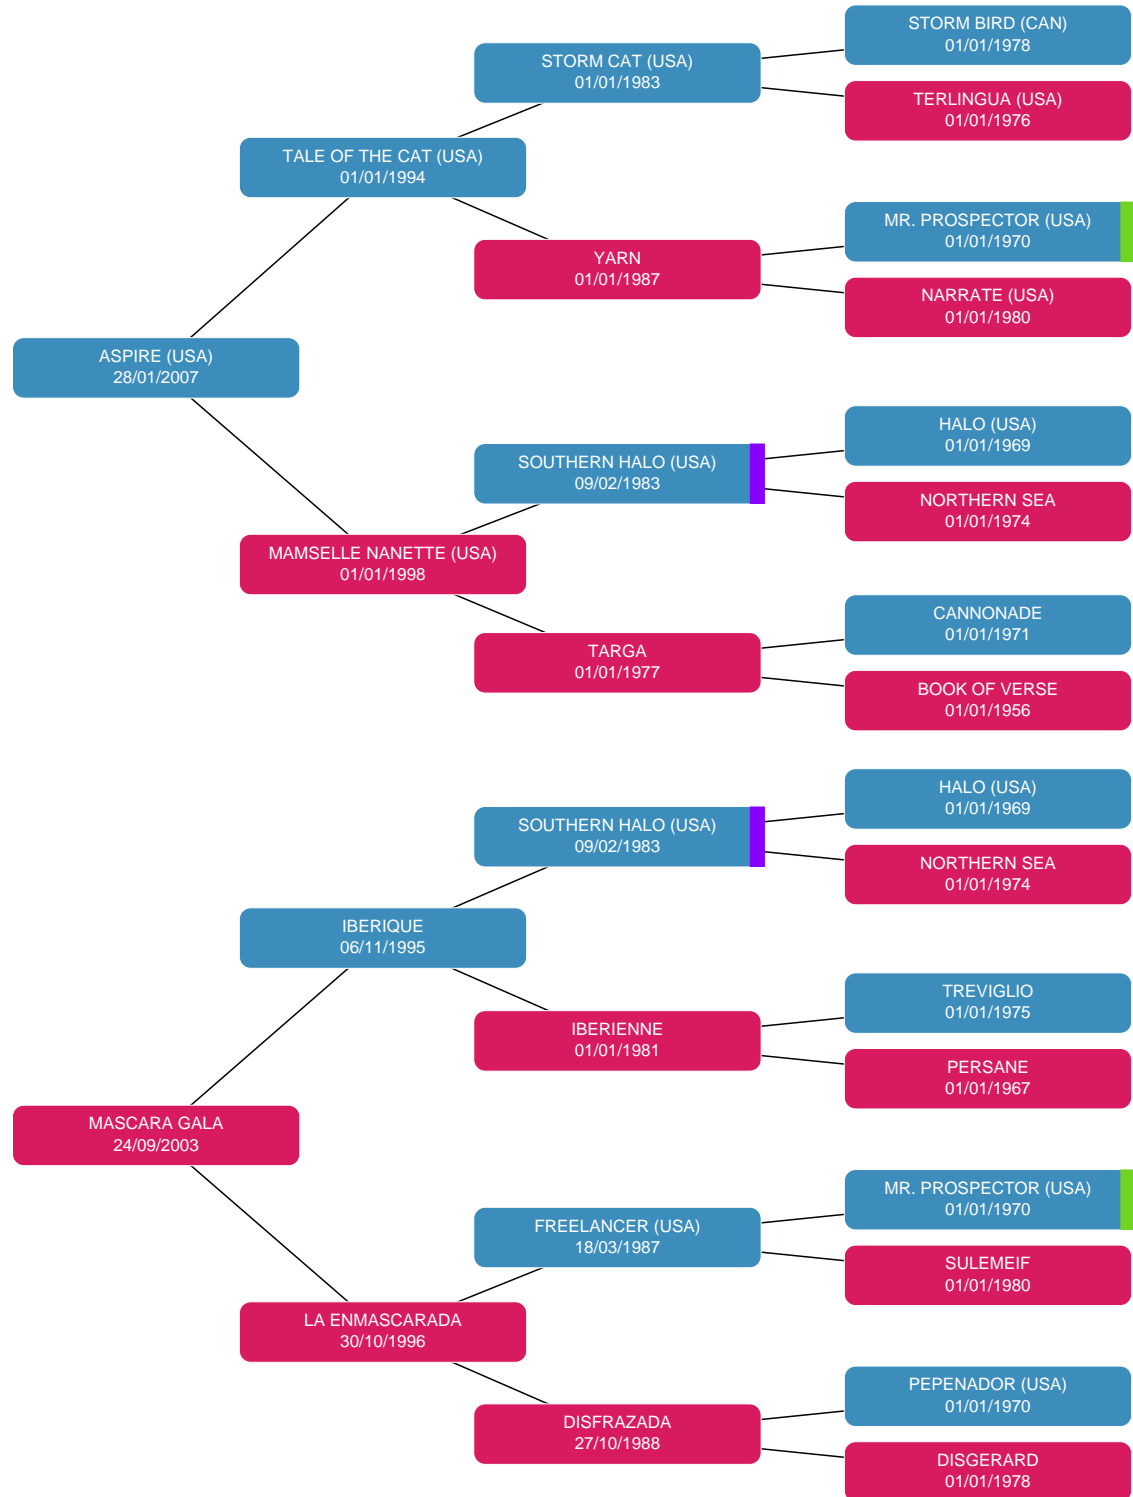 STORM BIRD (CAN)
01/01/1978
STORM CAT (USA)
01/01/1983
TERLINGUA (USA)
01/01/1976
TALE OF THE CAT (USA)
01/01/1994
MR. PROSPECTOR (USA)
01/01/1970
YARN
01/01/1987
NARRATE (USA)
01/01/1980
ASPIRE (USA)
28/01/2007
HALO (USA)
01/01/1969
SOUTHERN HALO (USA)
09/02/1983
NORTHERN SEA
01/01/1974
MAMSELLE NANETTE (USA)
01/01/1998
CANNONADE
01/01/1971
TARGA
01/01/1977
BOOK OF VERSE
01/01/1956
HALO (USA)
01/01/1969
SOUTHERN HALO (USA)
09/02/1983
NORTHERN SEA
01/01/1974
IBERIQUE
06/11/1995
TREVIGLIO
01/01/1975
IBERIENNE
01/01/1981
PERSANE
01/01/1967
MASCARA GALA
24/09/2003
MR. PROSPECTOR (USA)
01/01/1970
FREELANCER (USA)
18/03/1987
SULEMEIF
01/01/1980
LA ENMASCARADA
30/10/1996
PEPENADOR (USA)
01/01/1970
DISFRAZADA
27/10/1988
DISGERARD
01/01/1978